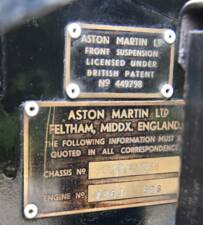 ASTON MARTIN LTD
FRONT SUSPENSION
LICENSED UNDER
BRITISH PATENT
Nº 449798
ASTON MARTIN LTD
FELTHAM, MIDDX. ENGLAND.
THE FOLLOWING INFORMATION MUST BE
QUOTED IN ALL CORRESPONDENCE
CHASSIS Nº
ENGINE Nº